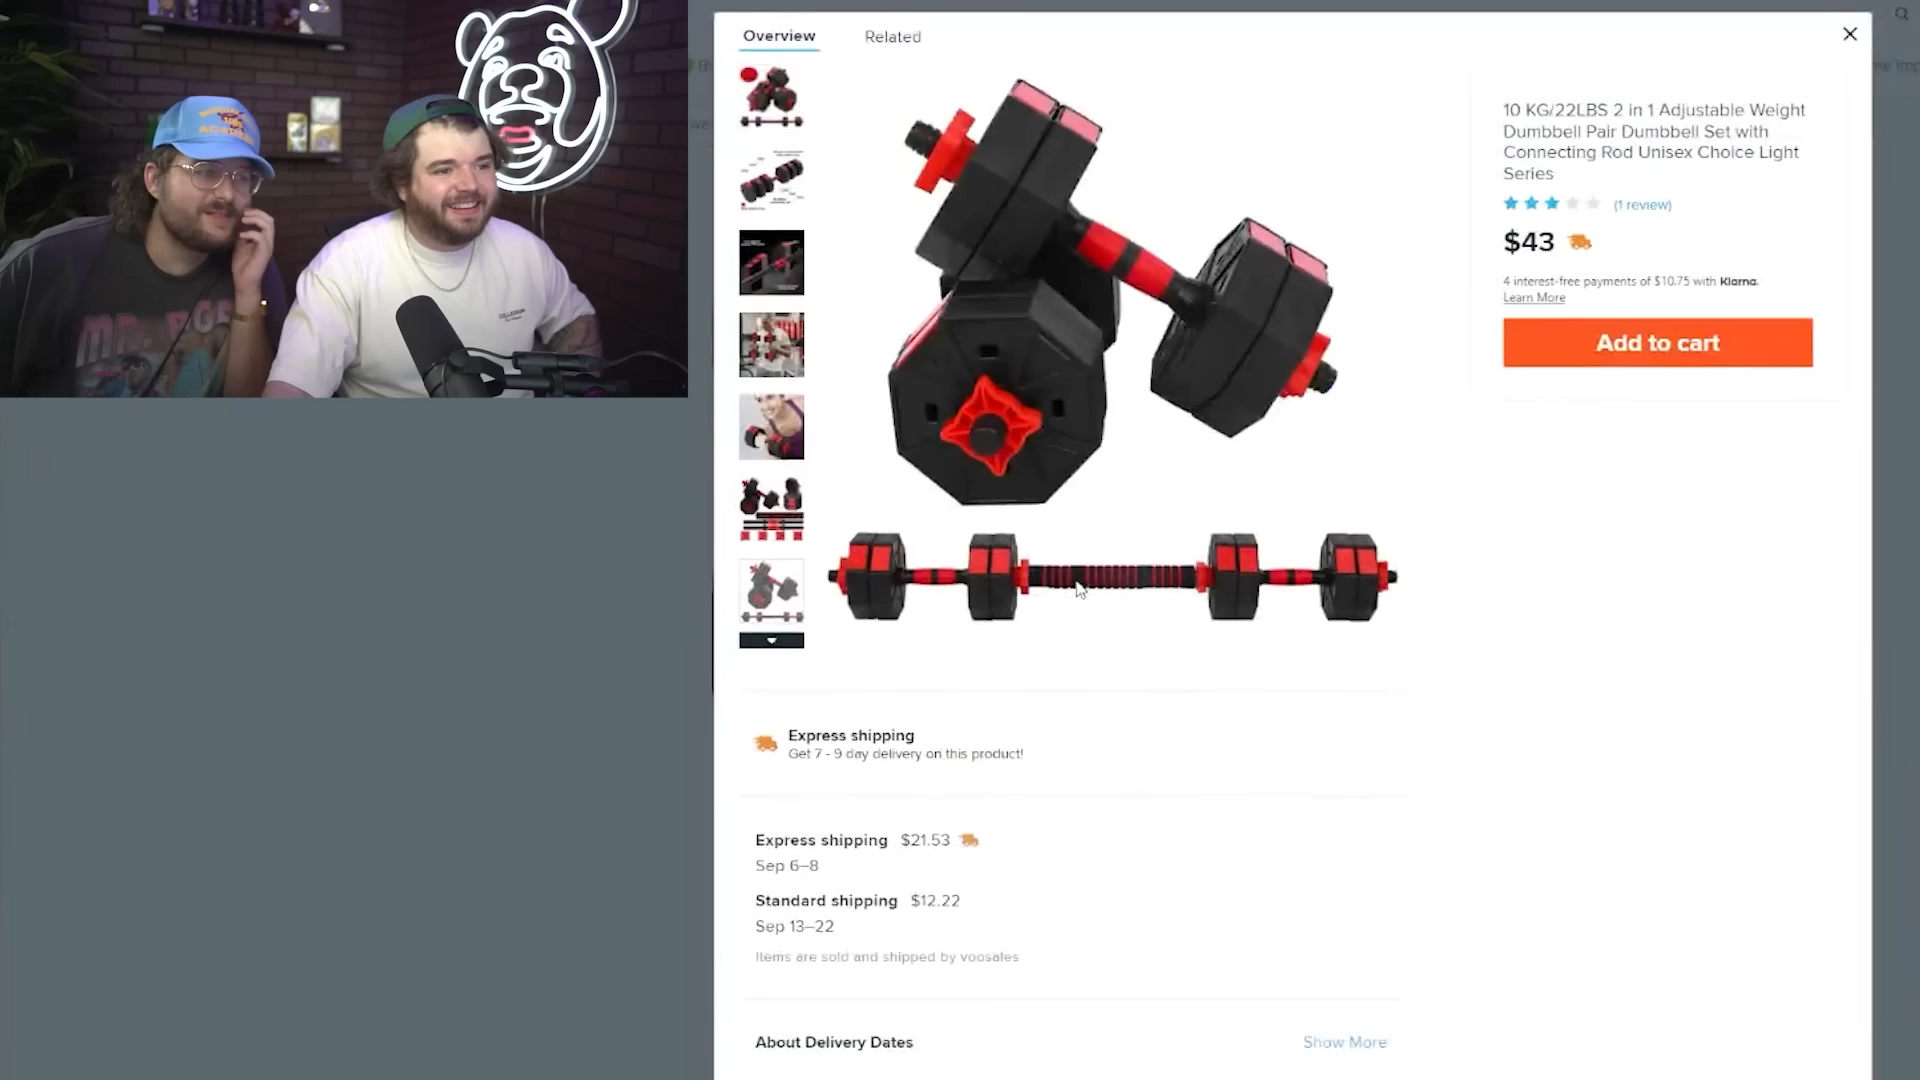 Overview
Related
10 KG/22LBS 2 in 1 Adjustable Weight
Dumbbell Pair Dumbbell Set with
Connecting Rod Unisex Choice Light
Series
(1 review)
$43
4 interest-free payments of $10.75 with Klarna.
Learn More
Add to cart
Express shipping
Get 7 - 9 day delivery on this product!
Express shipping $21.53
Sep 6–8
Standard shipping $12.22
Sep 13–22
Items are sold and shipped by voosales
About Delivery Dates
Show More